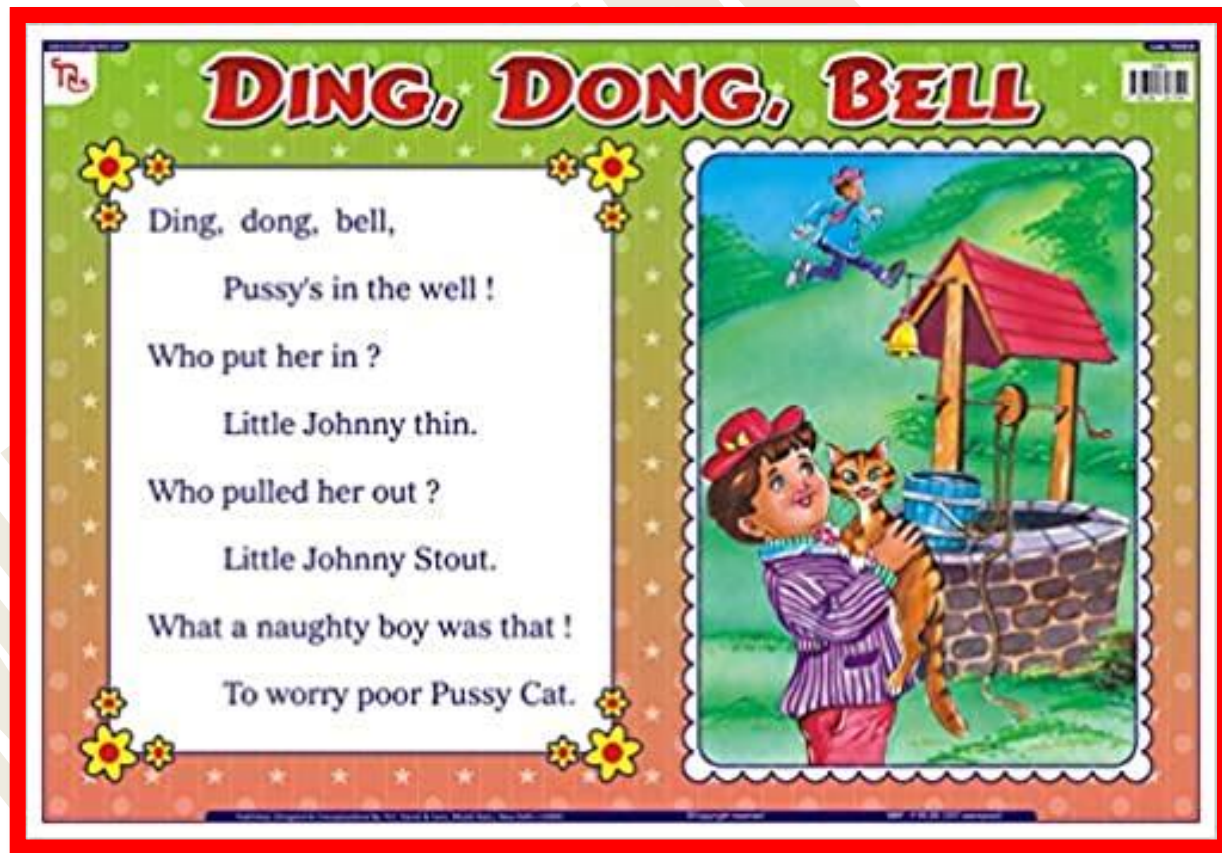 DING, DONG, BELL
Ding, dong, bell,
Pussy's in the well !
Who put her in ?
Little Johnny thin.
Who pulled her out ?
Little Johnny Stout.
What a naughty boy was that !
To worry poor Pussy Cat.